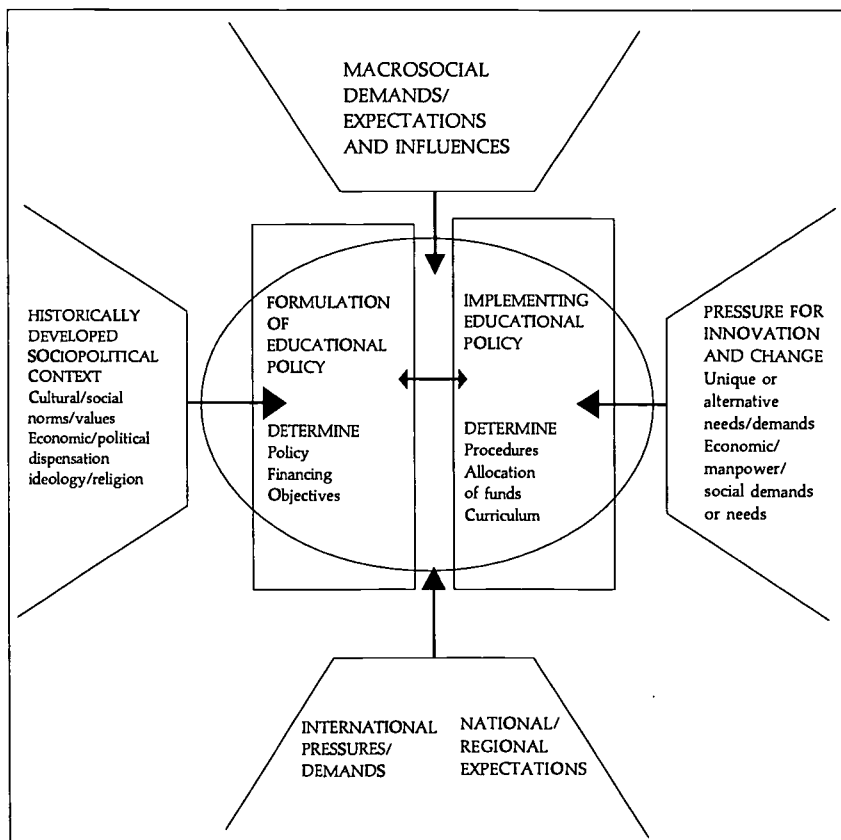 MACROSOCIAL
DEMANDS/
EXPECTATIONS
AND INFLUENCES
HISTORICALLY
DEVELOPED
SOCIOPOLITICAL
CONTEXT
Cultural/social
norms/values
Economic/political
dispensation
ideology/religion
FORMULATION
OF
EDUCATIONAL
POLICY
DETERMINE
Policy
Financing
Objectives
IMPLEMENTING
EDUCATIONAL
POLICY
DETERMINE
Procedures
Allocation
of funds
Curriculum
PRESSURE FOR
INNOVATION
AND CHANGE
Unique or
alternative
needs/demands
Economic/
manpower/
social demands
or needs
INTERNATIONAL
PRESSURES/
DEMANDS
NATIONAL/
REGIONAL
EXPECTATIONS